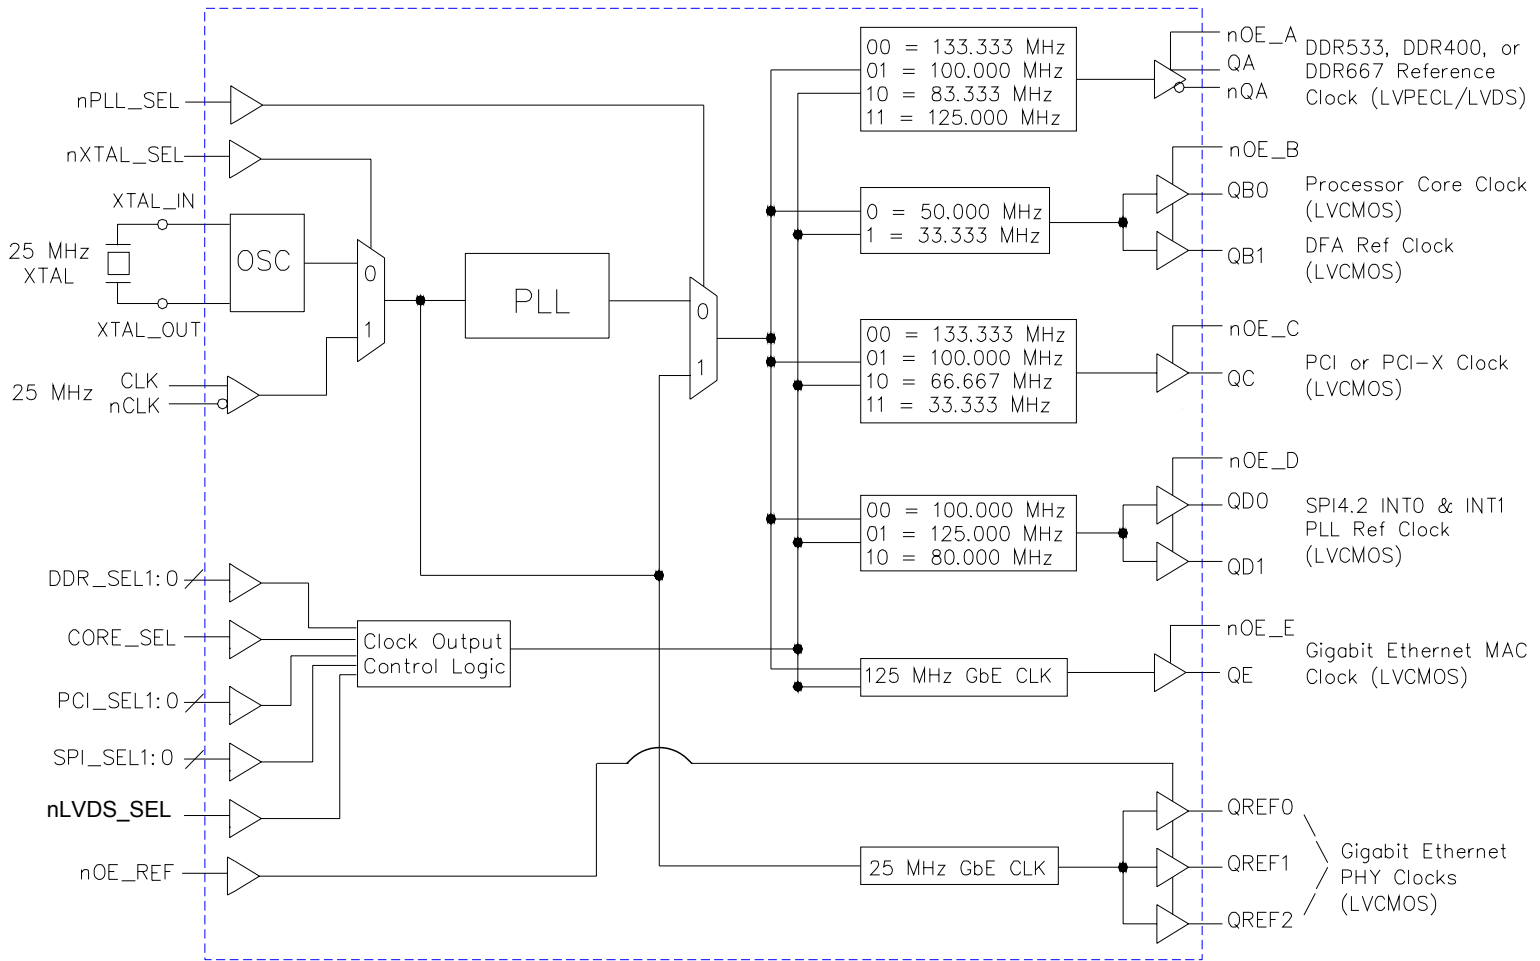 nPLL_SEL
nXTAL_SEL
XTAL_IN
25 MHz
XTAL
XTAL_OUT
OSC
CLK
25 MHz
nCLK
0
1
PLL
0
1
DDR_SEL1:0
CORE_SEL
PCI_SEL1:0
SPI_SEL1:0
nLVDS_SEL
nOE_REF
Clock Output
Control Logic
00 = 133.333 MHz
01 = 100.000 MHz
10 = 83.333 MHz
11 = 125.000 MHz
nOE_A
QA
nQA
DDR533, DDR400, or
DDR667 Reference
Clock (LVPECL/LVDS)
0 = 50.000 MHz
1 = 33.333 MHz
nOE_B
QB0
QB1
Processor Core Clock
(LVCMOS)
DFA Ref Clock
(LVCMOS)
00 = 133.333 MHz
01 = 100.000 MHz
10 = 66.667 MHz
11 = 33.333 MHz
nOE_C
QC
PCI or PCI-X Clock
(LVCMOS)
00 = 100.000 MHz
01 = 125.000 MHz
10 = 80.000 MHz
nOE_D
QD0
QD1
SPI4.2 INT0 & INT1
PLL Ref Clock
(LVCMOS)
125 MHz GbE CLK
nOE_E
QE
Gigabit Ethernet MAC
Clock (LVCMOS)
25 MHz GbE CLK
QREF0
QREF1
QREF2
Gigabit Ethernet
PHY Clocks
(LVCMOS)